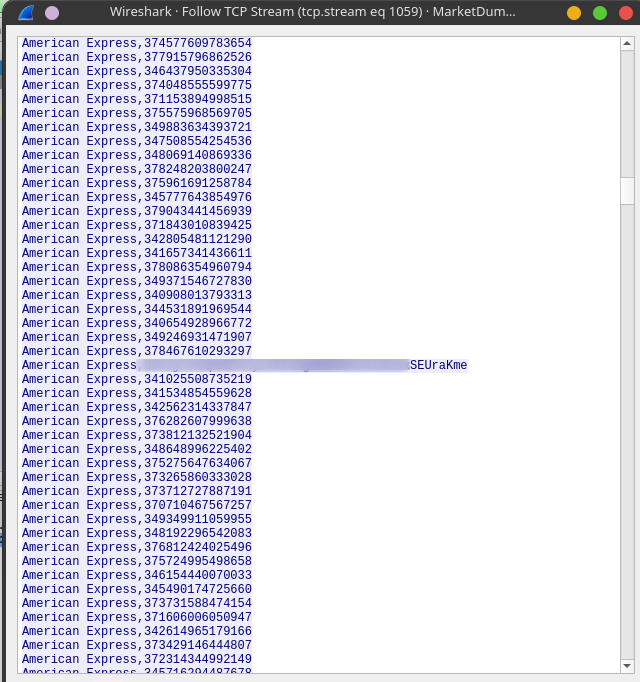 Wireshark · Follow TCP Stream (tcp.stream eq 1059) · MarketDum...
American Express,374577609783654
American Express,377915796862526
American Express,346437950335304
American Express,374048555599775
American Express,371153894998515
American Express,375575968569705
American Express,349883634393721
American Express,347508554254536
American Express,348069140869336
American Express,378248203800247
American Express,375961691258784
American Express,345777643854976
American Express,379043441456939
American Express,371843010839425
American Express,342805481121290
American Express,341657341436611
American Express,378086354960794
American Express,349371546727830
American Express,340908013793313
American Express,344531891969544
American Express,340654928966772
American Express,349246931471907
American Express,378467610293297
American Express SEUraKme
American Express,341025508735219
American Express,341534854559628
American Express,342562314337847
American Express,376282607999638
American Express,373812132521904
American Express,348648996225402
American Express,375275647634067
American Express,373265860333028
American Express,373712727887191
American Express,370710467567257
American Express,349349911059955
American Express,348192296542083
American Express,376812424025496
American Express,375724995498658
American Express,346154440070033
American Express,345490174725660
American Express,373731588474154
American Express,371606006050947
American Express,342614965179166
American Express,373429146444807
American Express,372314344992149
American Express,345716294487678